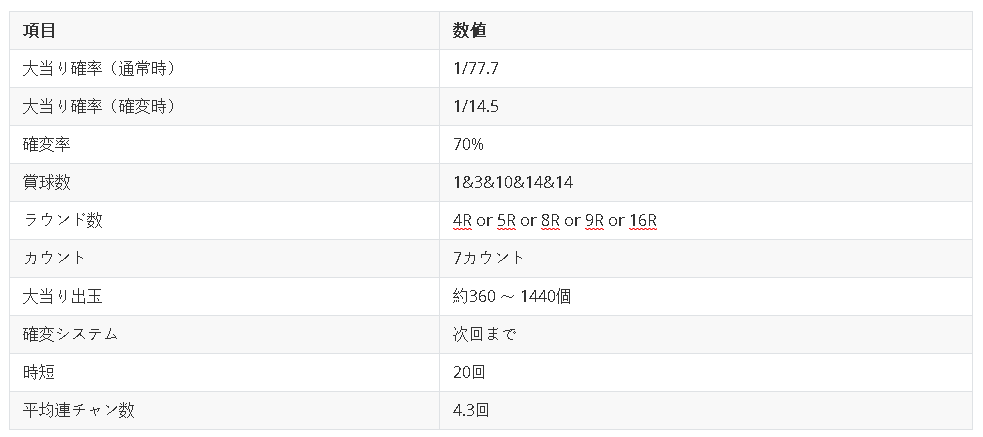 項目 数値
大当り確率（通常時） 1/77.7
大当り確率（確変時） 1/14.5
確変率 70%
賞球数 1&3&10&14&14
ラウンド数 4R or 5R or 8R or 9R or 16R
カウント 7カウント
大当り出玉 約360 ～ 1440個
確変システム 次回まで
時短 20回
平均連チャン数 4.3回